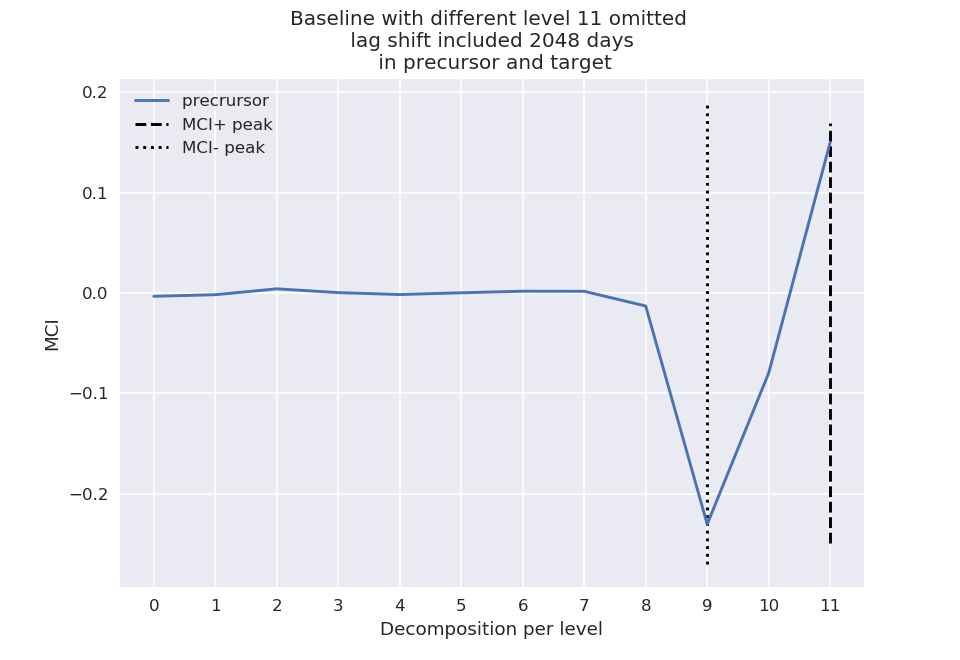 Baseline with different level 11 omitted
lag shift included 2048 days
in precursor and target
0.2
0.1
0.0
−0.1
−0.2
MCI
precrursor
MCI+ peak
MCI- peak
0 1 2 3 4 5 6 7 8 9 10 11
Decomposition per level